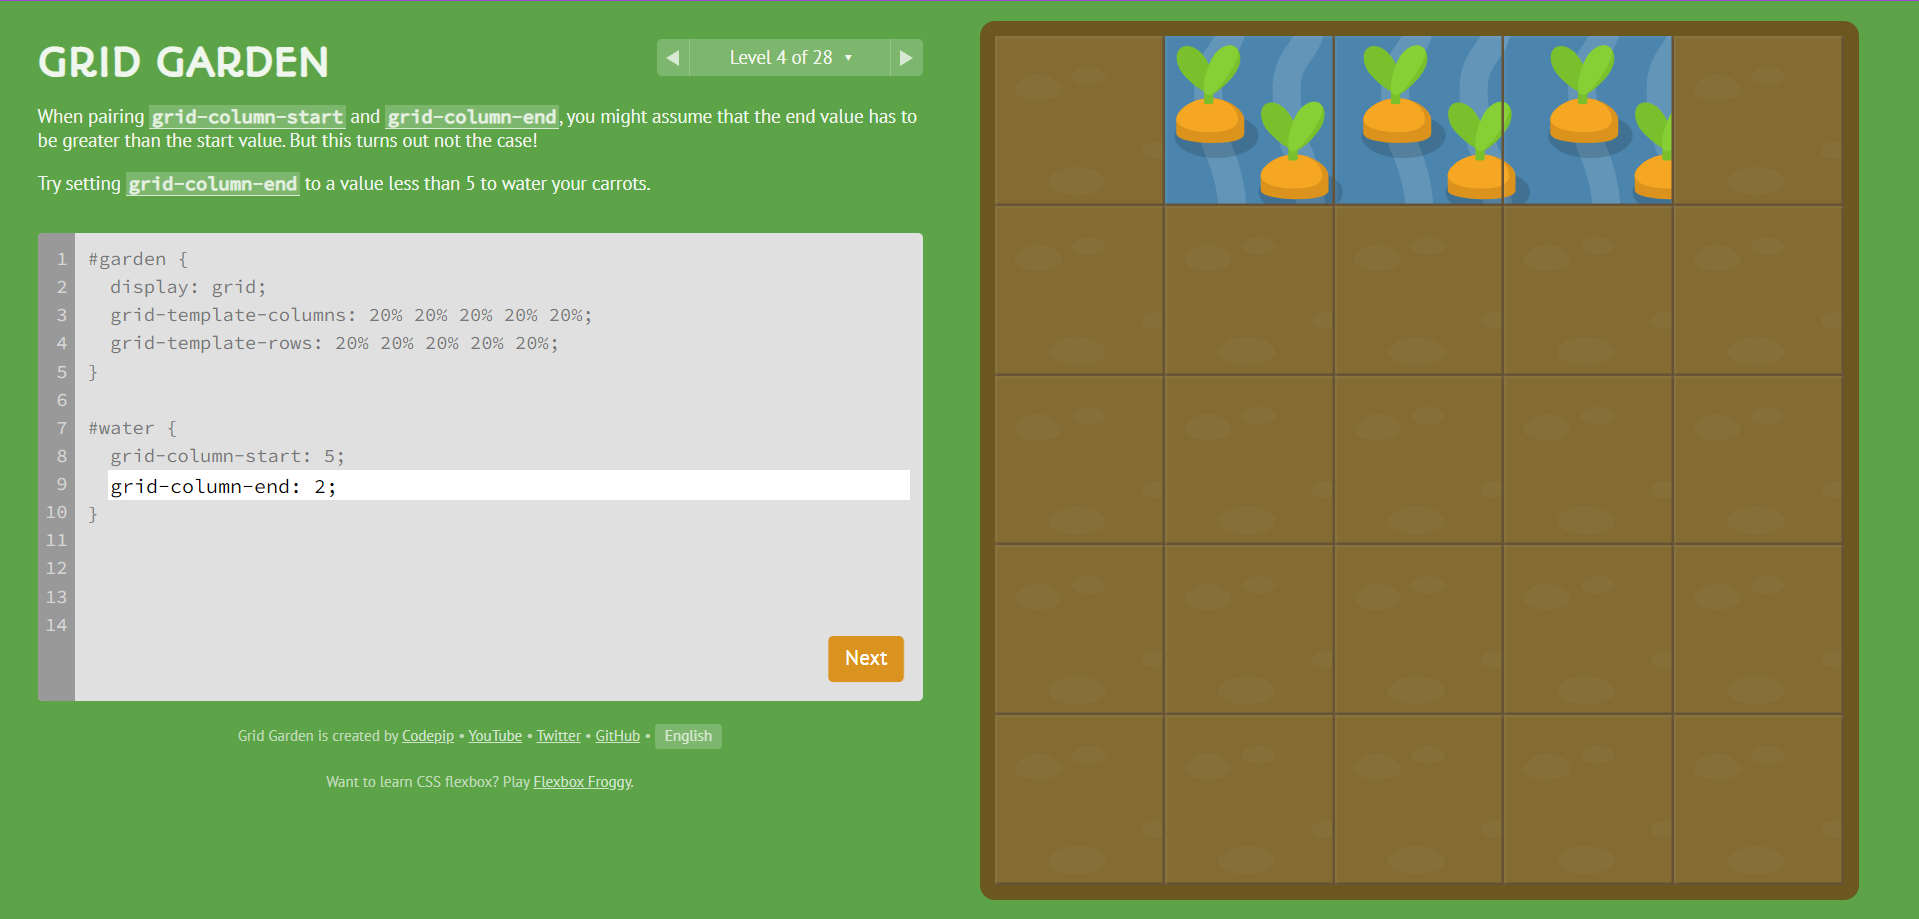 GRID GARDEN
◀ Level 4 of 28 ▾ ▶
When pairing grid-column-start and grid-column-end, you might assume that the end value has to
be greater than the start value. But this turns out not the case!
Try setting grid-column-end to a value less than 5 to water your carrots.
1 #garden {
2 display: grid;
3 grid-template-columns: 20% 20% 20% 20% 20%;
4 grid-template-rows: 20% 20% 20% 20% 20%;
5 }
6
7 #water {
8 grid-column-start: 5;
9 grid-column-end: 2;
10 }
11
12
13
14
Next
Grid Garden is created by Codepip • YouTube • Twitter • GitHub • English
Want to learn CSS flexbox? Play Flexbox Froggy.